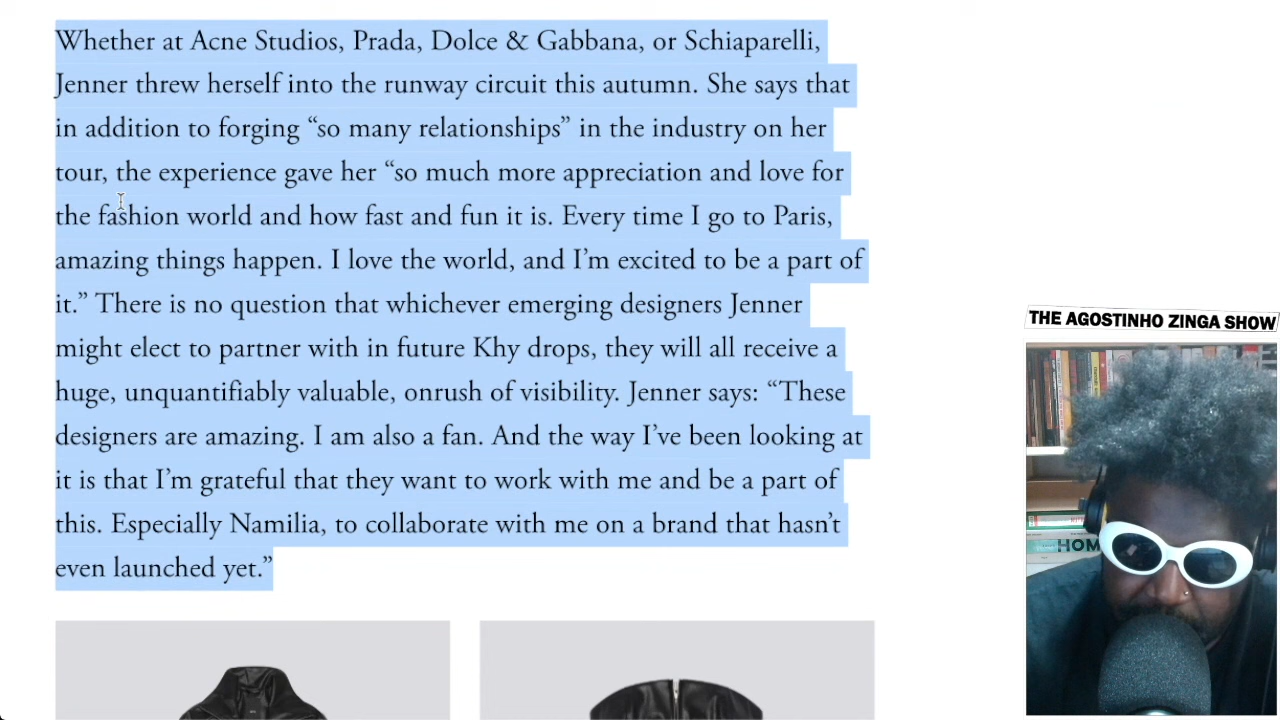 Whether at Acne Studios, Prada, Dolce & Gabbana, or Schiaparelli,
Jenner threw herself into the runway circuit this autumn. She says that
in addition to forging “so many relationships” in the industry on her
tour, the experience gave her “so much more appreciation and love for
the fashion world and how fast and fun it is. Every time I go to Paris,
amazing things happen. I love the world, and I’m excited to be a part of
it.” There is no question that whichever emerging designers Jenner
might elect to partner with in future Khy drops, they will all receive a
huge, unquantifiably valuable, onrush of visibility. Jenner says: “These
designers are amazing. I am also a fan. And the way I’ve been looking at
it is that I’m grateful that they want to work with me and be a part of
this. Especially Namilia, to collaborate with me on a brand that hasn’t
even launched yet.”
THE AGOSTINHO ZINGA SHOW
HOM